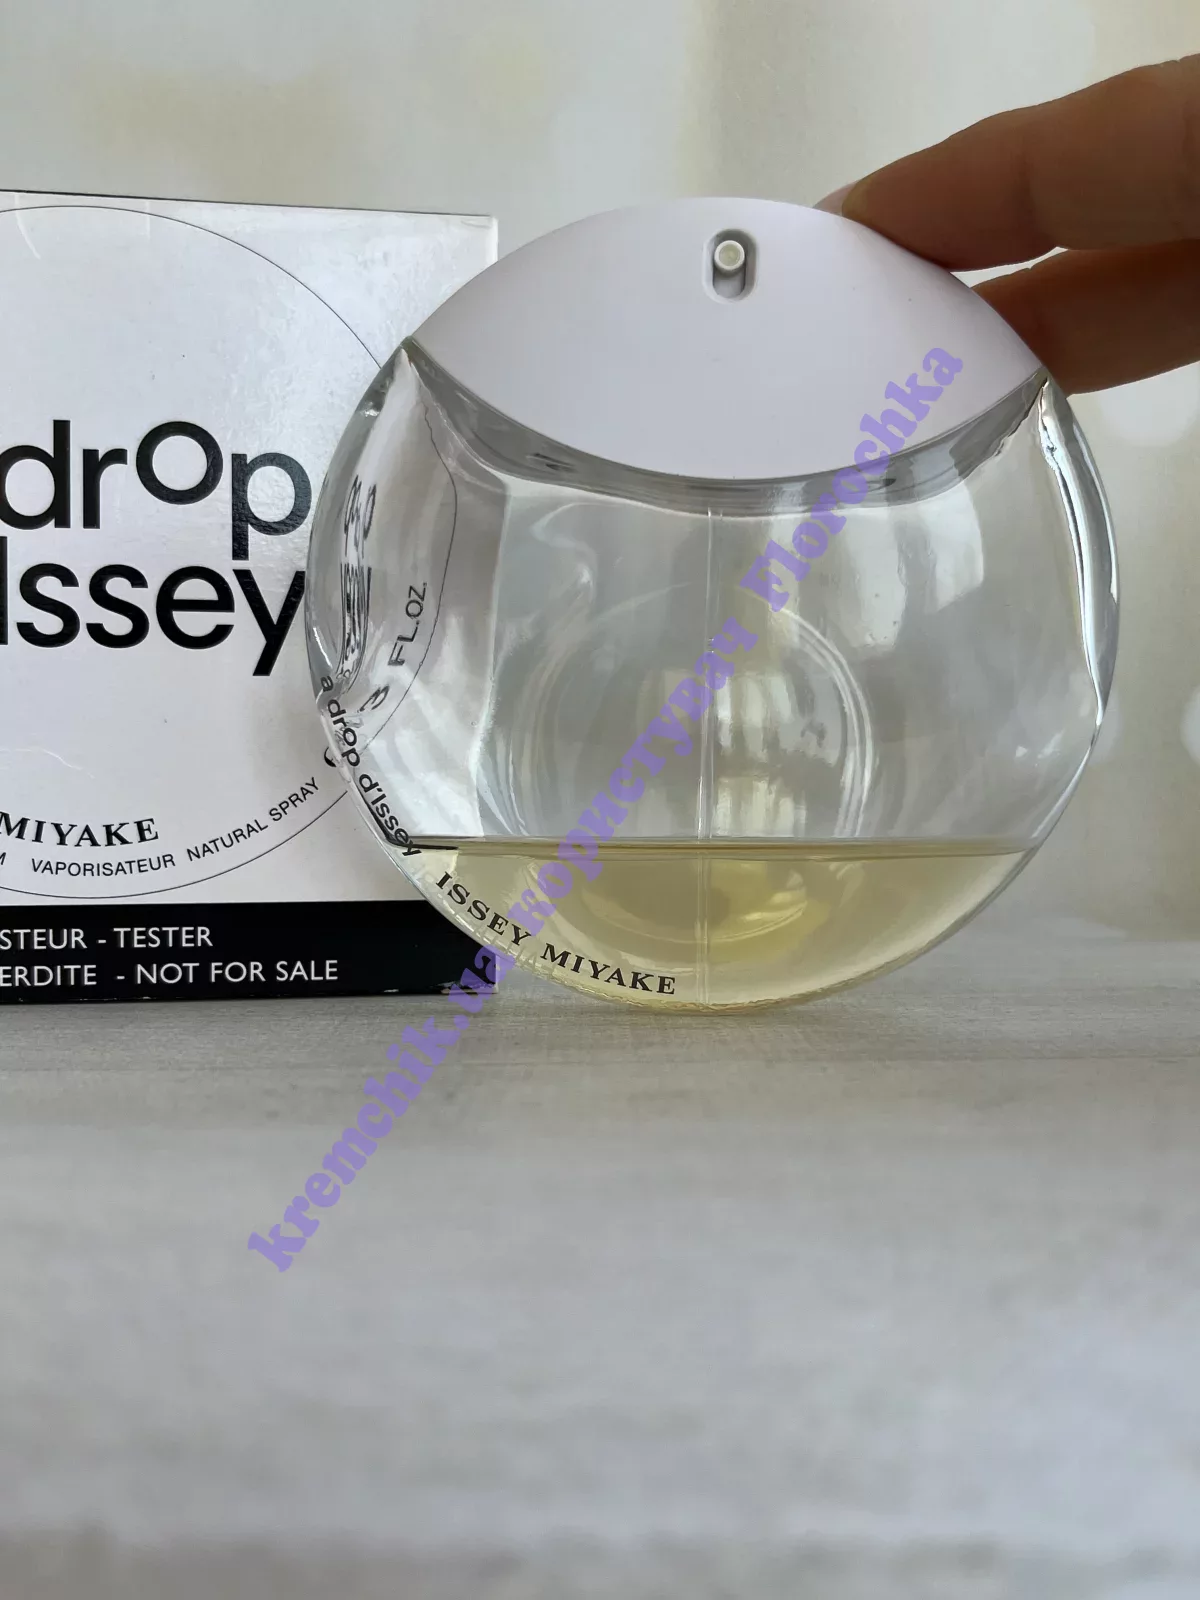 drop
Issey
3 FL.OZ.
MIYAKE
VAPORISATEUR NATURAL SPRAY
STEUR - TESTER
ERDITE - NOT FOR SALE
a drop d'Issey
ISSEY MIYAKE
kremchik.ua користувач Florochka